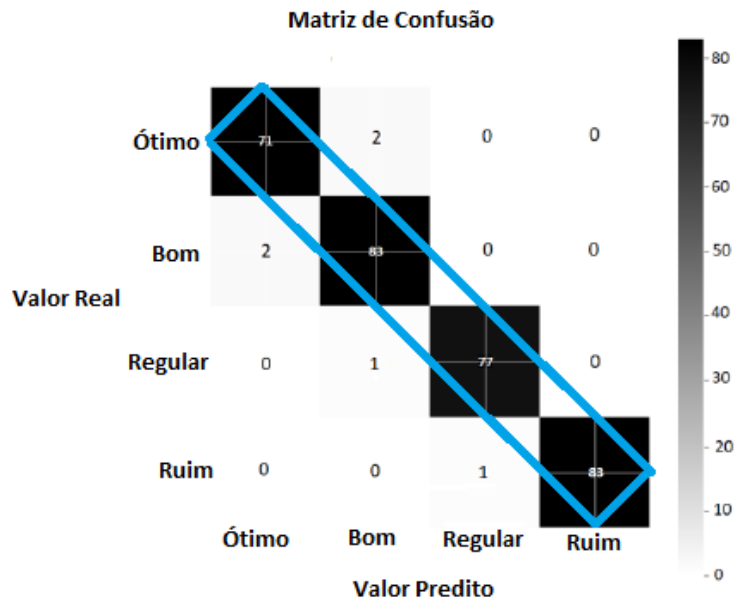 Matriz de Confusão
80
70
60
50
40
30
20
10
0
Valor Real
Ótimo 71 2 0 0
Bom 2 83 0 0
Regular 0 1 77 0
Ruim 0 0 1 83
Ótimo Bom Regular Ruim
Valor Predito